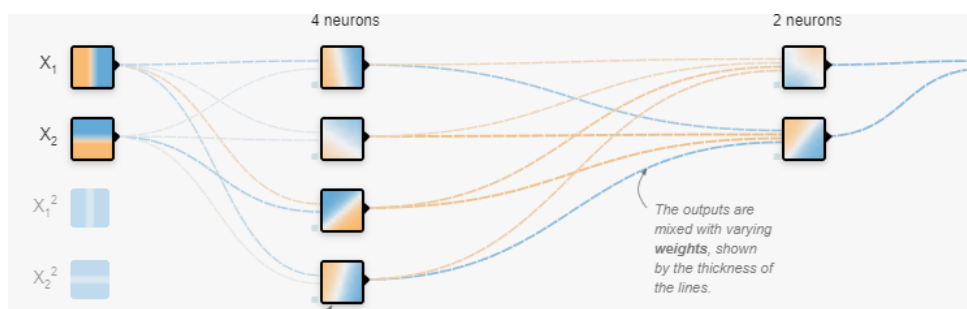 4 neurons
2 neurons
X₁
X₂
X₁²
X₂²
The outputs are
mixed with varying
weights, shown
by the thickness of
the lines.